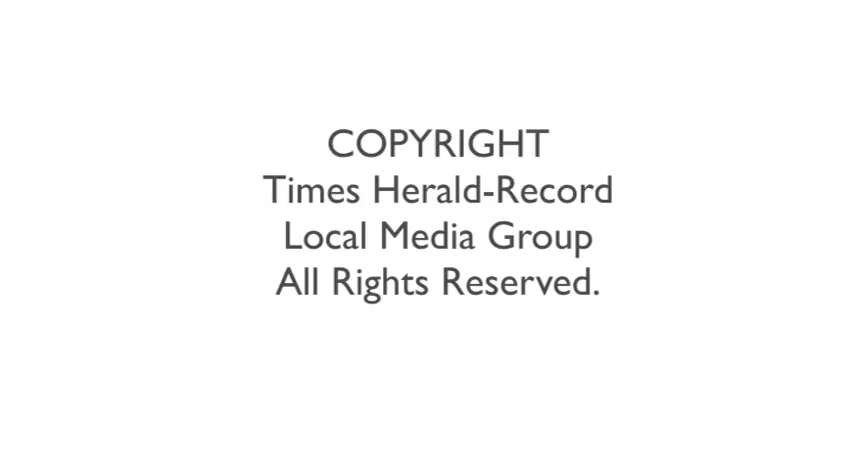 COPYRIGHT
Times Herald-Record
Local Media Group
All Rights Reserved.